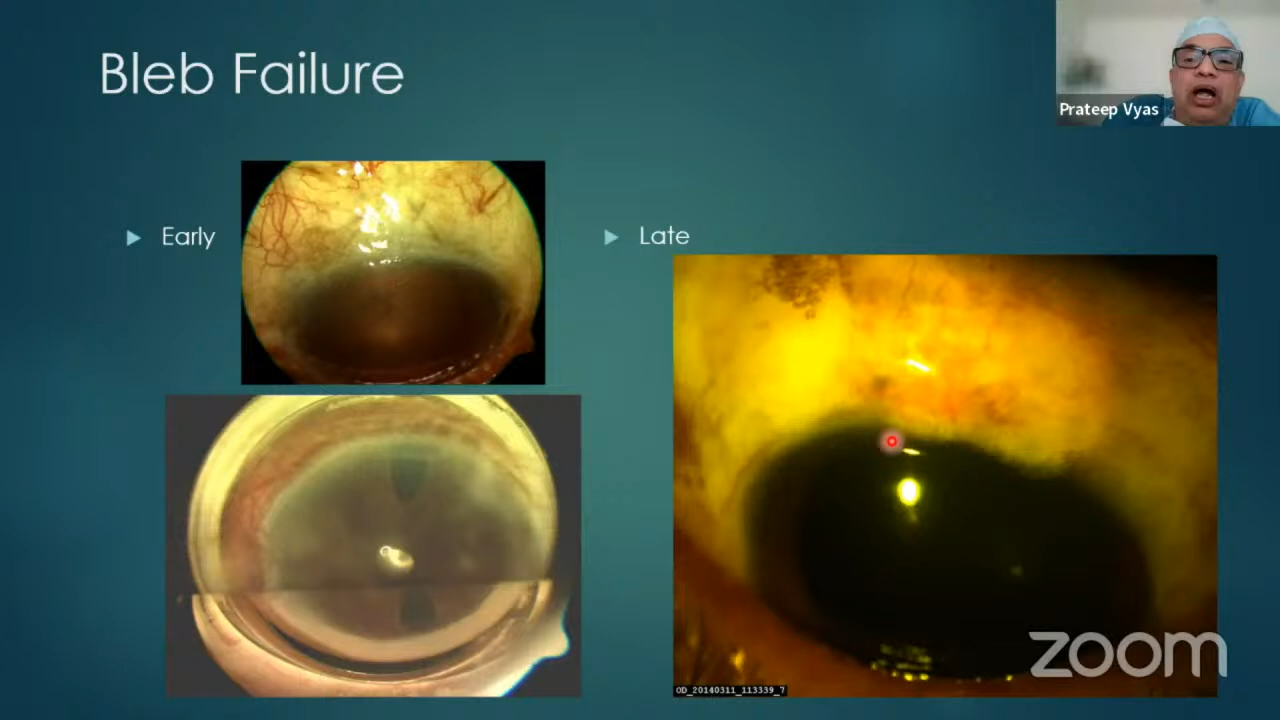 Bleb Failure
Prateep Vyas
Early
Late
OD_20140311_113339_7
zoom